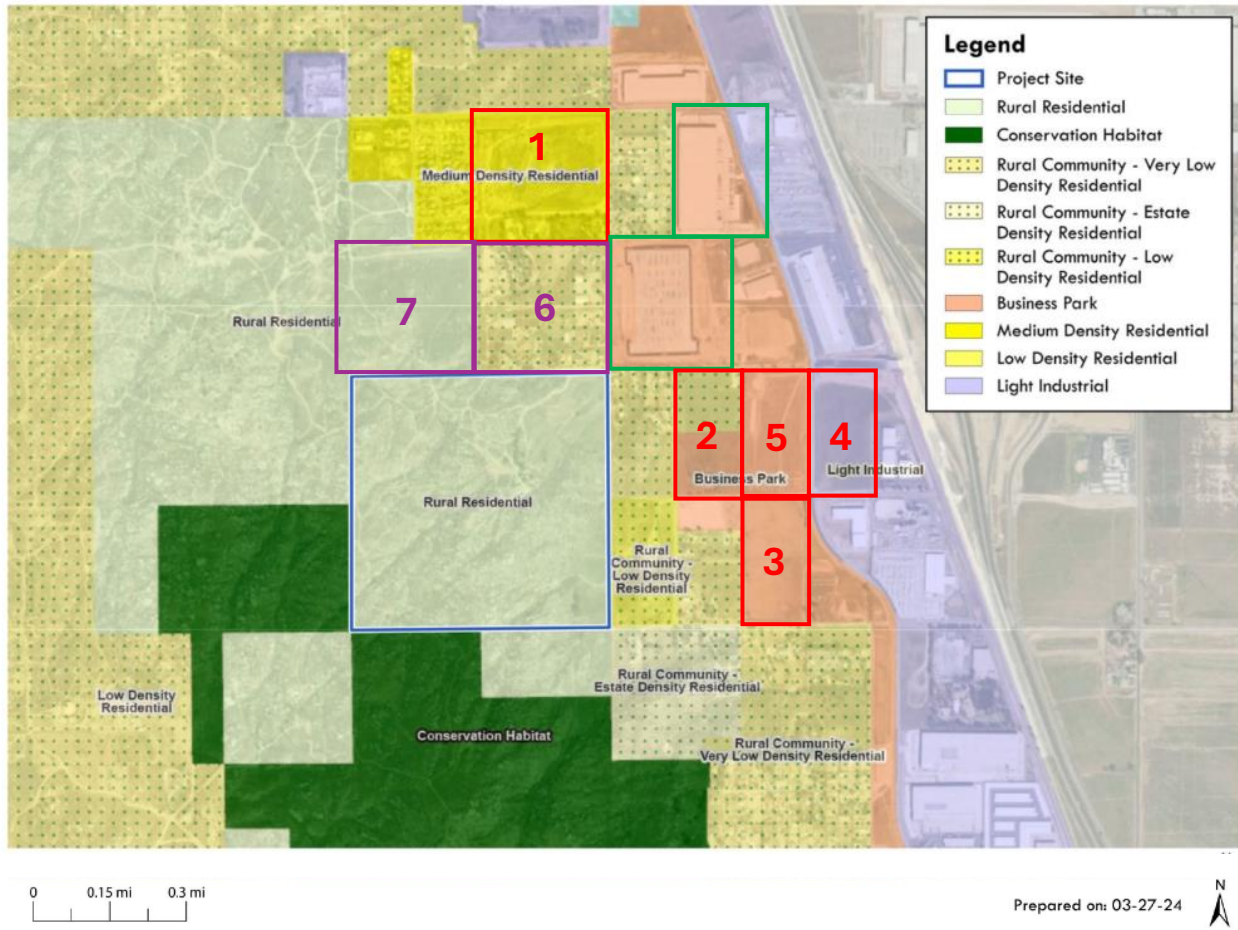 Legend
Project Site
Rural Residential
Conservation Habitat
Rural Community - Very Low
Density Residential
Rural Community - Estate
Density Residential
Rural Community - Low
Density Residential
Business Park
Medium Density Residential
Low Density Residential
Light Industrial
1
Medium Density Residential
7
6
Rural Residential
2
5
4
Light Industrial
Business Park
Rural Residential
3
Rural
Community -
Low Density
Residential
Rural Community -
Estate Density Residential
Low Density
Residential
Conservation Habitat
Rural Community -
Very Low Density Residential
0
0.15 mi
0.3 mi
Prepared on: 03-27-24
N